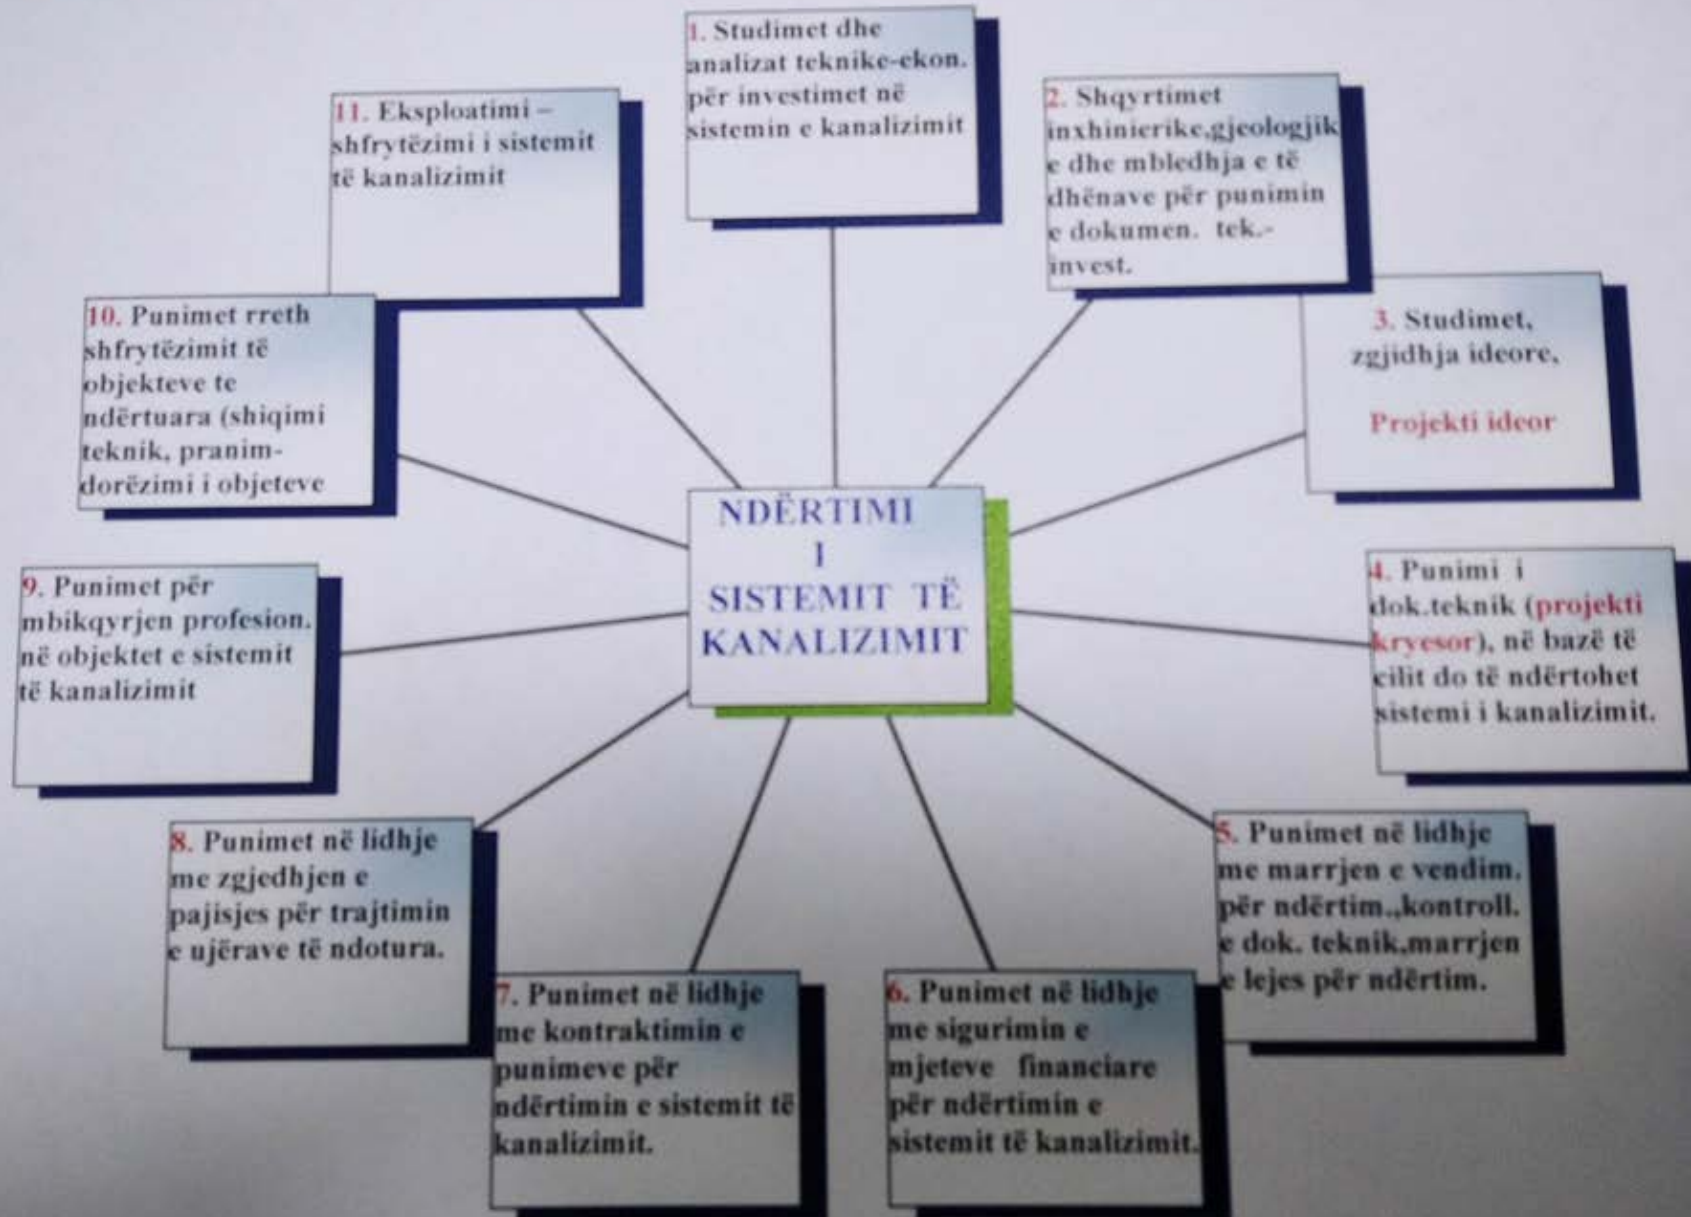 1. Studimet dhe
analizat teknike-ekon.
për investimet në
sistemin e kanalizimit
2. Shqyrtimet
inxhinierike,gjeologjik
e dhe mbledhja e të
dhënave për punimin
e dokumen. tek.-
invest.
3. Studimet,
zgjidhja ideore,
Projekti ideor
4. Punimi i
dok.teknik (projekti
kryesor), në bazë të
cilit do të ndërtohet
sistemi i kanalizimit.
5. Punimet në lidhje
me marrjen e vendim.
për ndërtim.,kontroll.
e dok. teknik,marrjen
e lejes për ndërtim.
6. Punimet në lidhje
me sigurimin e
mjeteve financiare
për ndërtimin e
sistemit të kanalizimit.
7. Punimet në lidhje
me kontraktimin e
punimeve për
ndërtimin e sistemit të
kanalizimit.
8. Punimet në lidhje
me zgjedhjen e
pajisjes për trajtimin
e ujërave të ndotura.
9. Punimet për
mbikqyrjen profesion.
në objektet e sistemit
të kanalizimit
10. Punimet rreth
shfrytëzimit të
objekteve te
ndërtuara (shiqimi
teknik, pranim-
dorëzimi i objeteve
11. Eksploatimi –
shfrytëzimi i sistemit
të kanalizimit
NDËRTIMI
I
SISTEMIT TË
KANALIZIMIT